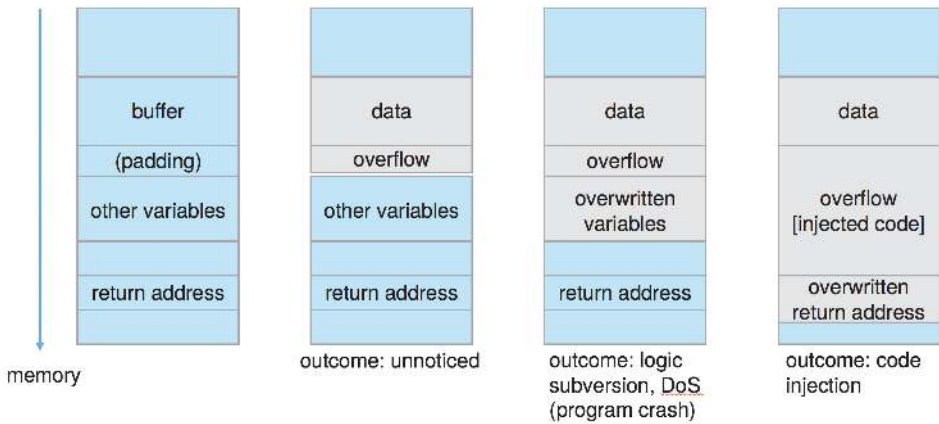 buffer
(padding)
other variables
return address
memory
data
overflow
other variables
return address
outcome: unnoticed
data
overflow
overwritten
variables
return address
outcome: logic
subversion, DoS
(program crash)
data
overflow
[injected code]
overwritten
return address
outcome: code
injection